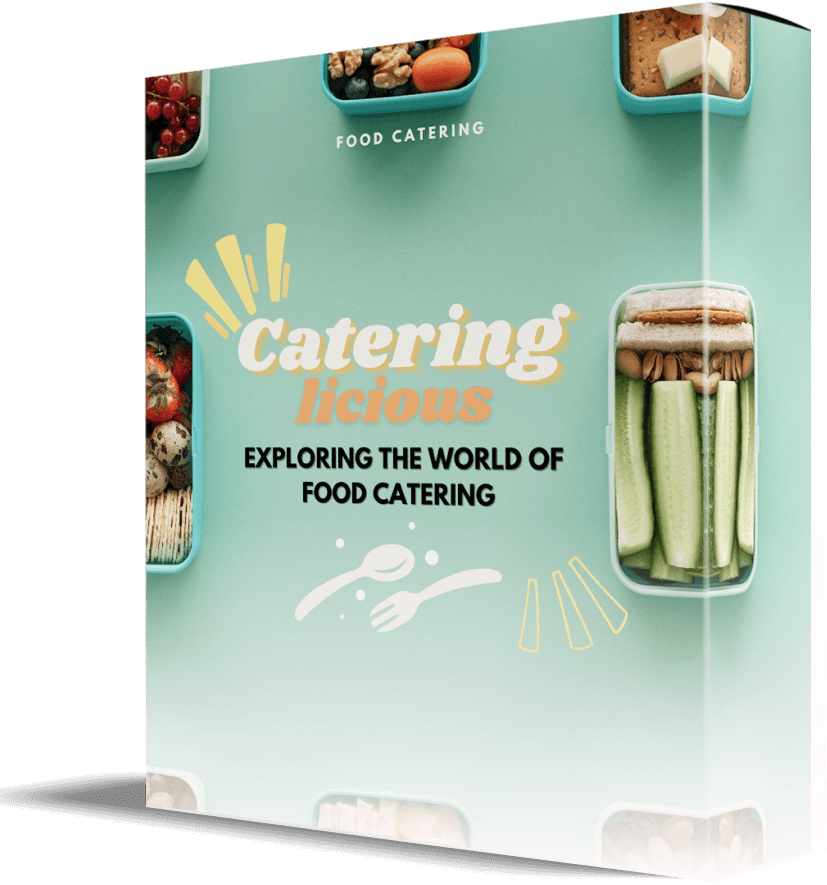 FOOD CATERING
Catering
licious
EXPLORING THE WORLD OF
FOOD CATERING